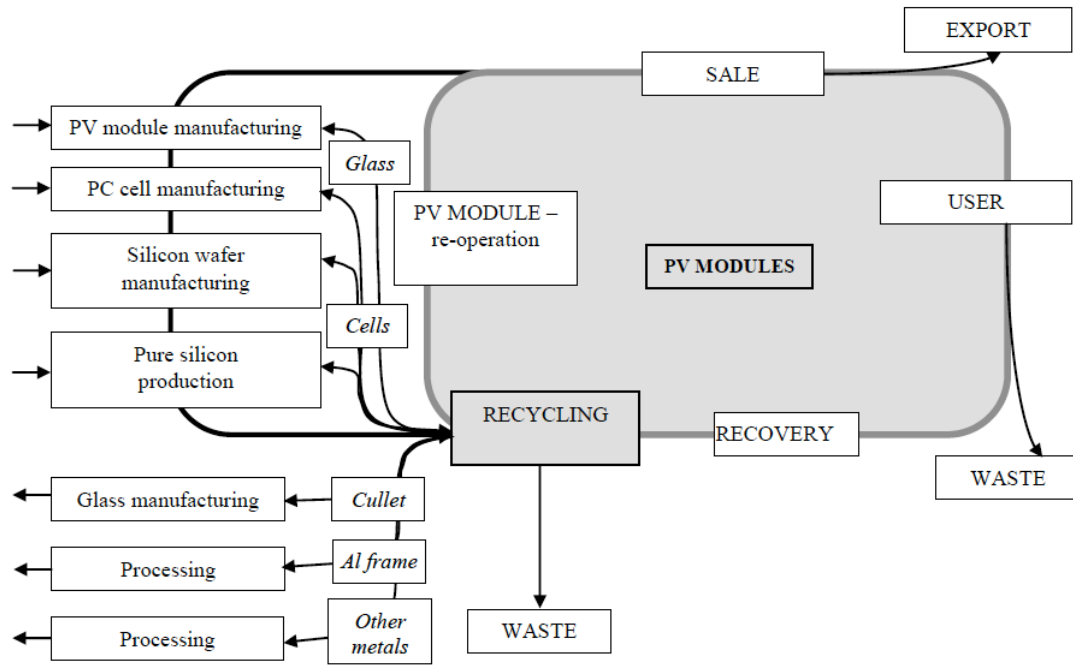 EXPORT
SALE
PV module manufacturing
Glass
PC cell manufacturing
USER
PV MODULE –
re-operation
Silicon wafer
manufacturing
PV MODULES
Cells
Pure silicon
production
RECYCLING
RECOVERY
WASTE
Glass manufacturing
Cullet
Processing
Al frame
Processing
Other
metals
WASTE